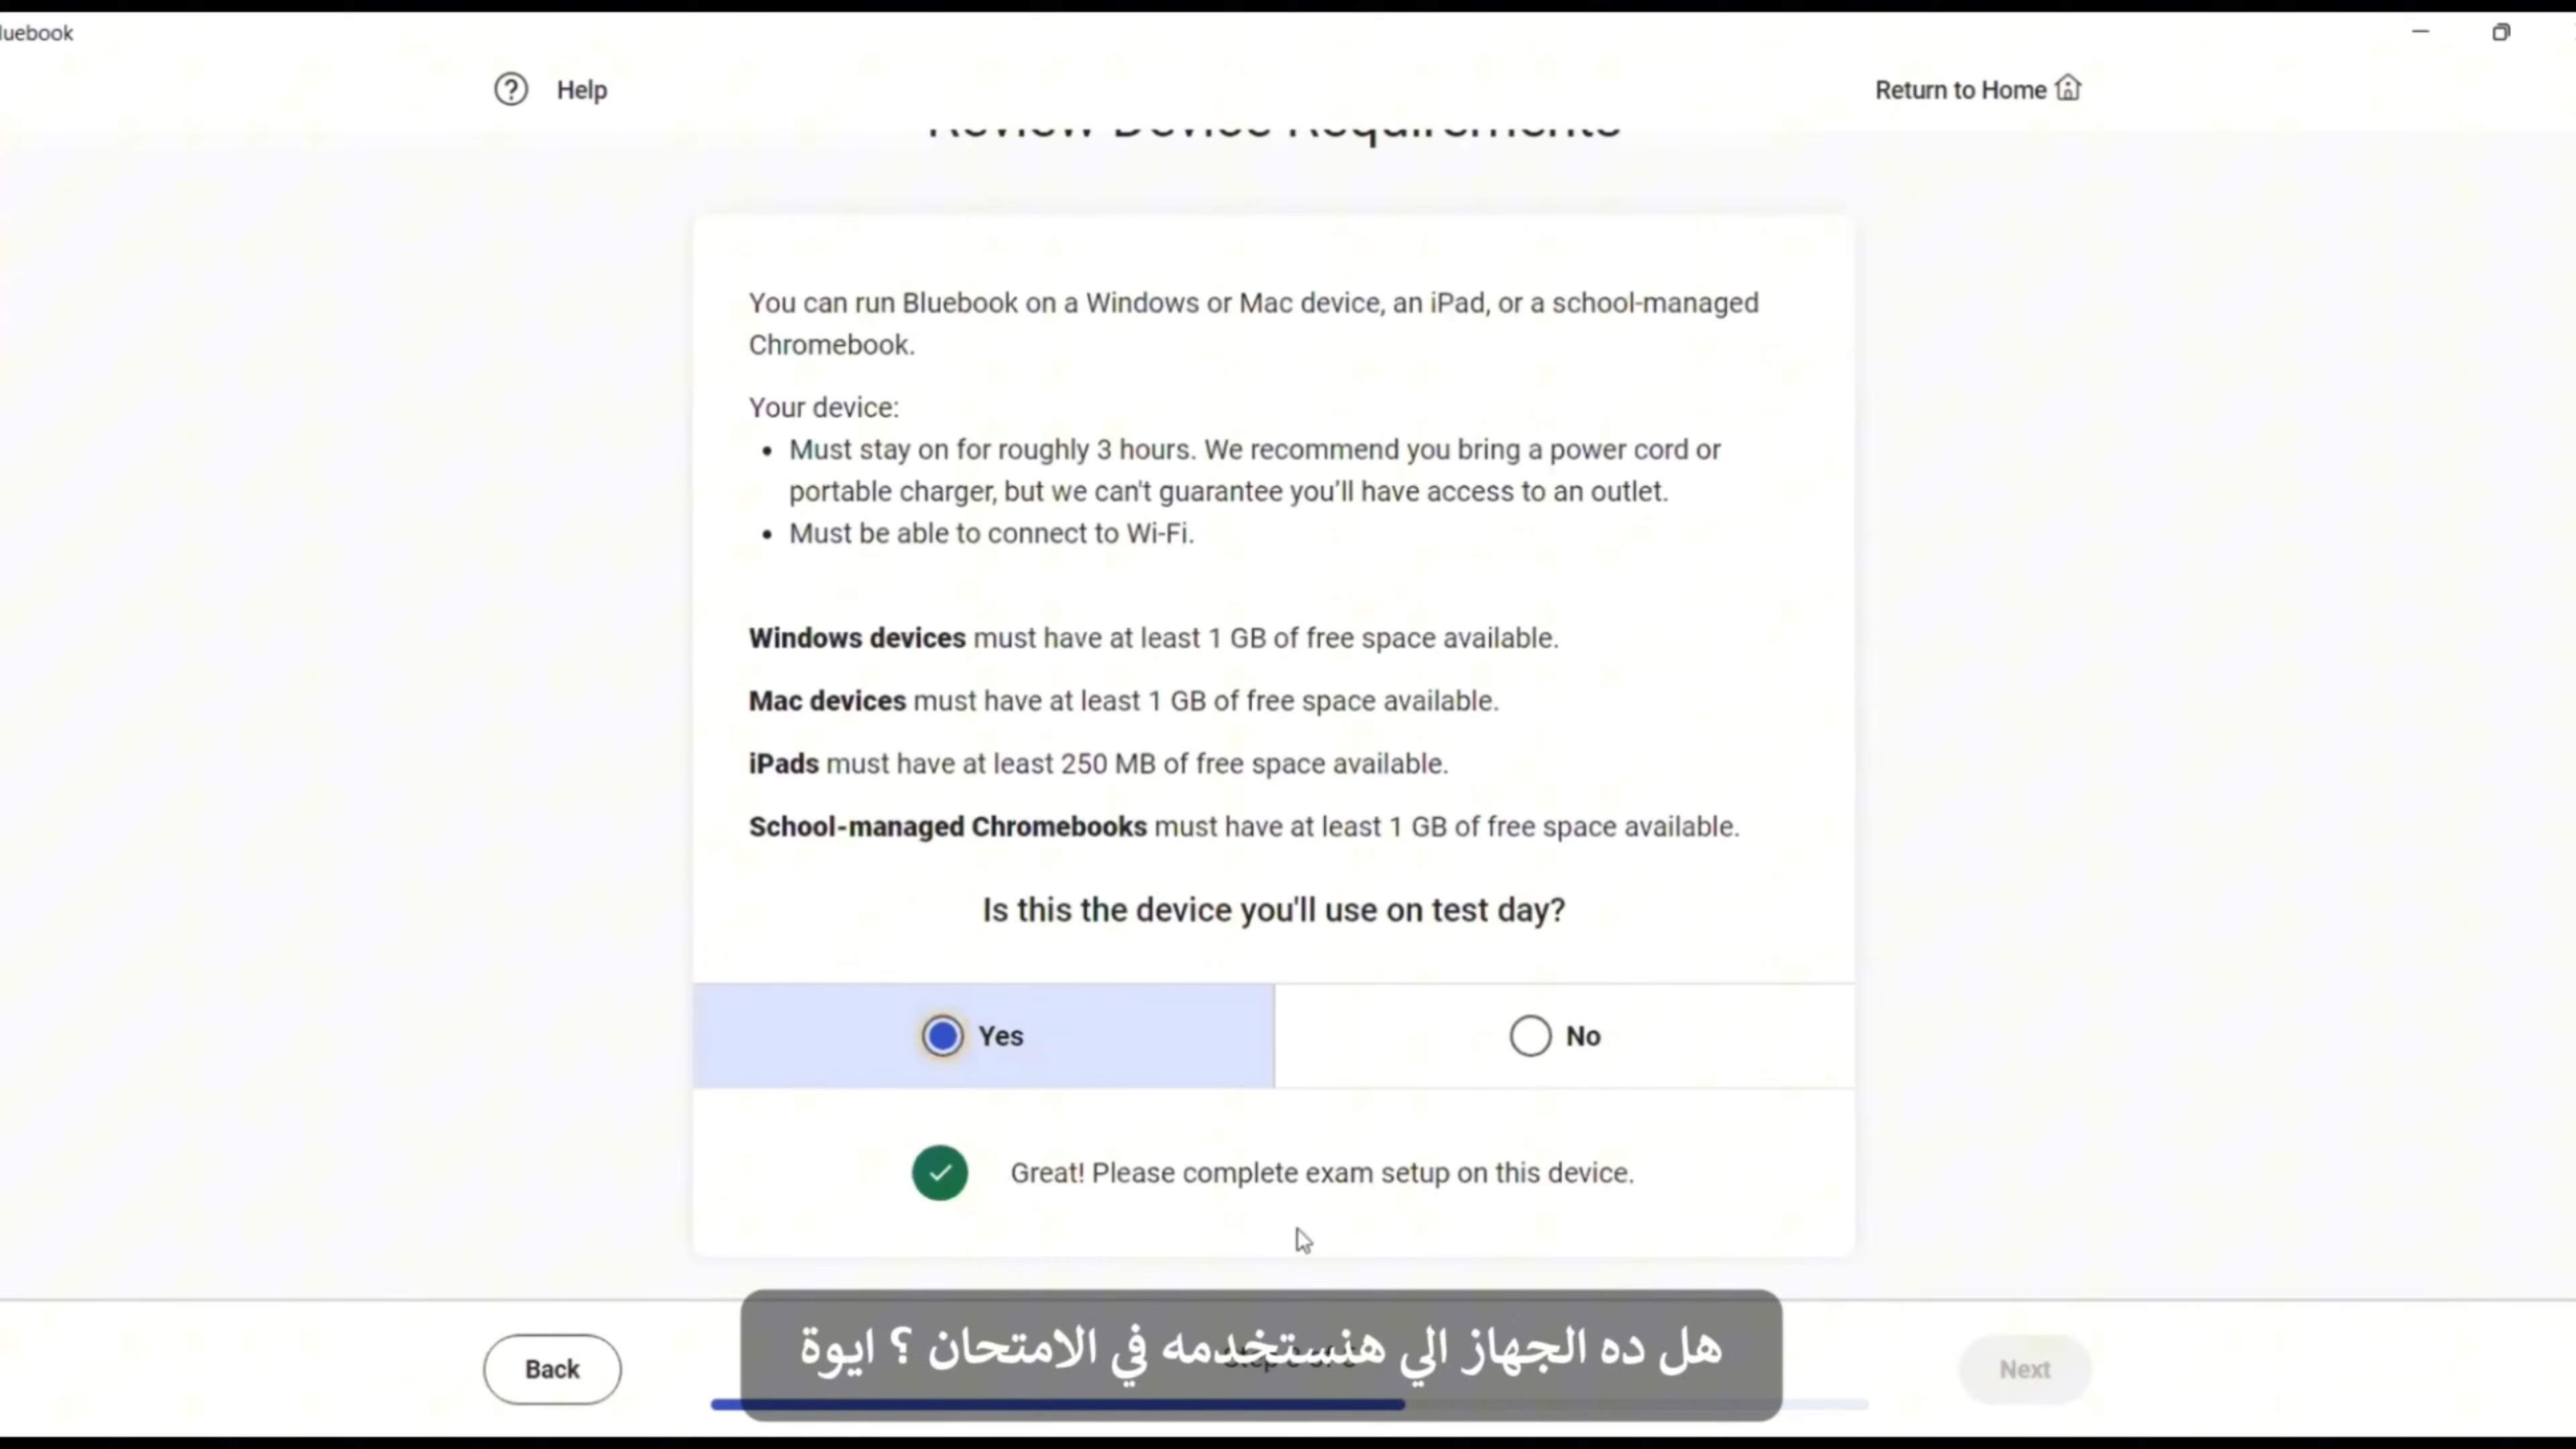 luebook
Help
Return to Home
Review Device Requirements
You can run Bluebook on a Windows or Mac device, an iPad, or a school-managed
Chromebook.
Your device:
• Must stay on for roughly 3 hours. We recommend you bring a power cord or
portable charger, but we can't guarantee you'll have access to an outlet.
• Must be able to connect to Wi-Fi.
Windows devices must have at least 1 GB of free space available.
Mac devices must have at least 1 GB of free space available.
iPads must have at least 250 MB of free space available.
School-managed Chromebooks must have at least 1 GB of free space available.
Is this the device you'll use on test day?
Yes
No
Great! Please complete exam setup on this device.
هل ده الجهاز الي هنستخدمه في الامتحان ؟ ايوة
Back
Next